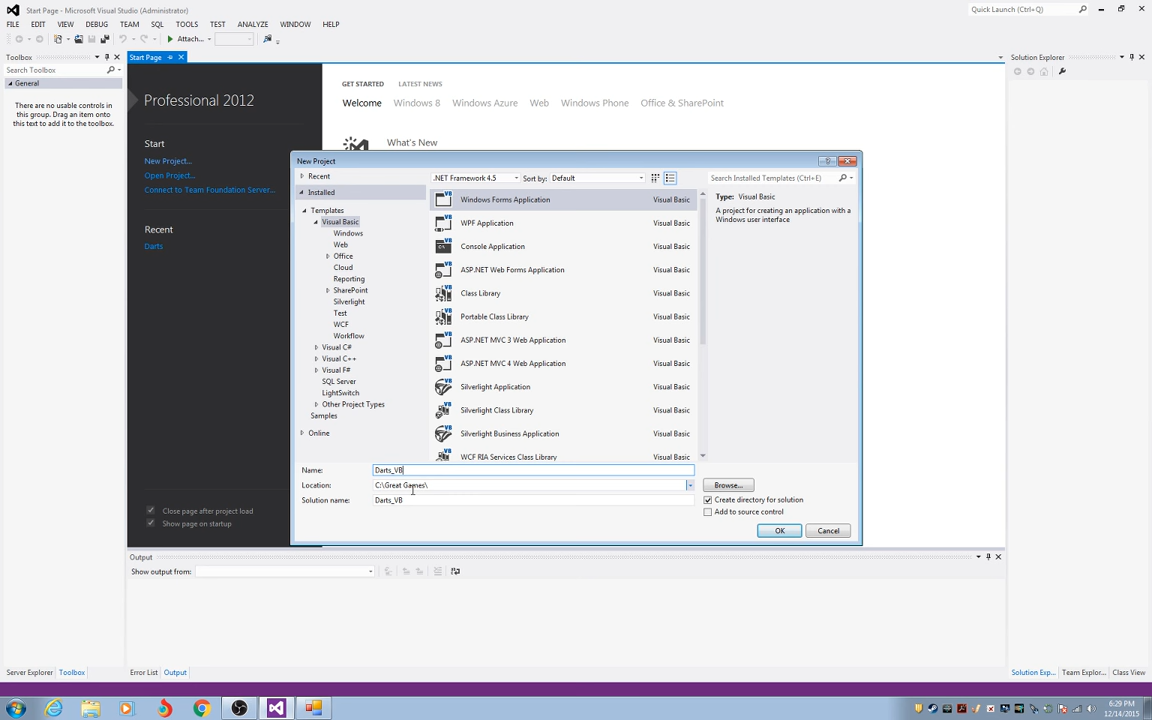 Start Page - Microsoft Visual Studio (Administrator)
Quick Launch (Ctrl+Q)
FILE EDIT VIEW DEBUG TEAM SQL TOOLS TEST ANALYZE WINDOW HELP
Attach...
Toolbox
Search Toolbox
General
There are no usable controls in
this group. Drag an item onto
this text to add it to the toolbox.
Start Page
Professional 2012
Start
New Project...
Open Project...
Connect to Team Foundation Server...
Recent
Darts
Close page after project load
Show page on startup
GET STARTED LATEST NEWS
Welcome Windows 8 Windows Azure Web Windows Phone Office & SharePoint
What's New
New Project
Recent
Installed
Templates
Visual Basic
Windows
Web
Office
Cloud
Reporting
SharePoint
Silverlight
Test
WCF
Workflow
Visual C#
Visual C++
Visual F#
SQL Server
LightSwitch
Other Project Types
Samples
Online
.NET Framework 4.5 Sort by: Default
Search Installed Templates (Ctrl+E)
Windows Forms Application Visual Basic
WPF Application Visual Basic
Console Application Visual Basic
ASP.NET Web Forms Application Visual Basic
Class Library Visual Basic
Portable Class Library Visual Basic
ASP.NET MVC 3 Web Application Visual Basic
ASP.NET MVC 4 Web Application Visual Basic
Silverlight Application Visual Basic
Silverlight Class Library Visual Basic
Silverlight Business Application Visual Basic
WCF RIA Services Class Library Visual Basic
Type: Visual Basic
A project for creating an application with a
Windows user interface
Name: Darts_VB
Location: C:\Great Games\
Browse...
Solution name: Darts_VB
Create directory for solution
Add to source control
OK Cancel
Output
Show output from:
Server Explorer Toolbox
Error List Output
Solution Explorer
Solution Exp... Team Explor... Class View
6:29 PM
12/14/2015